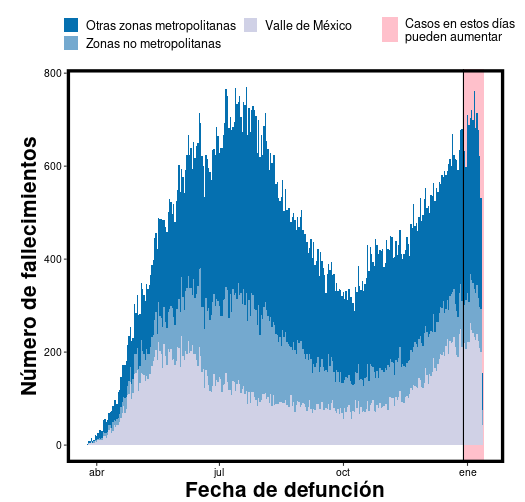 Otras zonas metropolitanas
Valle de México
Casos en estos días
pueden aumentar
Zonas no metropolitanas
Número de fallecimientos
800
600
400
200
0
abr
jul
oct
ene
Fecha de defunción